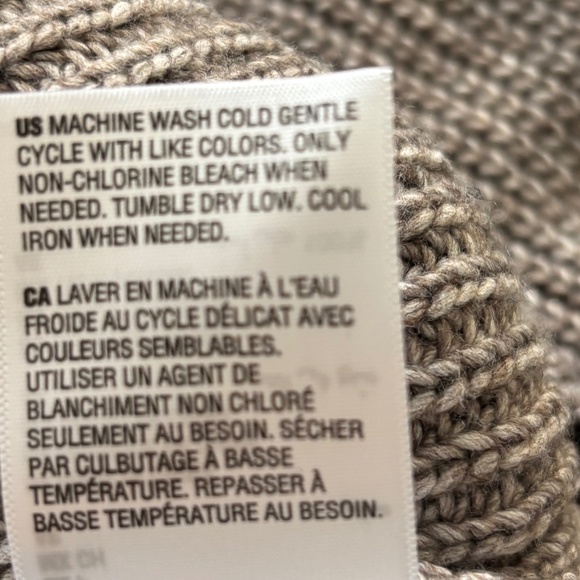 US MACHINE WASH COLD GENTLE
CYCLE WITH LIKE COLORS. ONLY
NON-CHLORINE BLEACH WHEN
NEEDED. TUMBLE DRY LOW. COOL
IRON WHEN NEEDED.
CA LAVER EN MACHINE À L'EAU
FROIDE AU CYCLE DÉLICAT AVEC
COULEURS SEMBLABLES.
UTILISER UN AGENT DE
BLANCHIMENT NON CHLORÉ
SEULEMENT AU BESOIN. SÉCHER
PAR CULBUTAGE À BASSE
TEMPÉRATURE. REPASSER À
BASSE TEMPÉRATURE AU BESOIN.